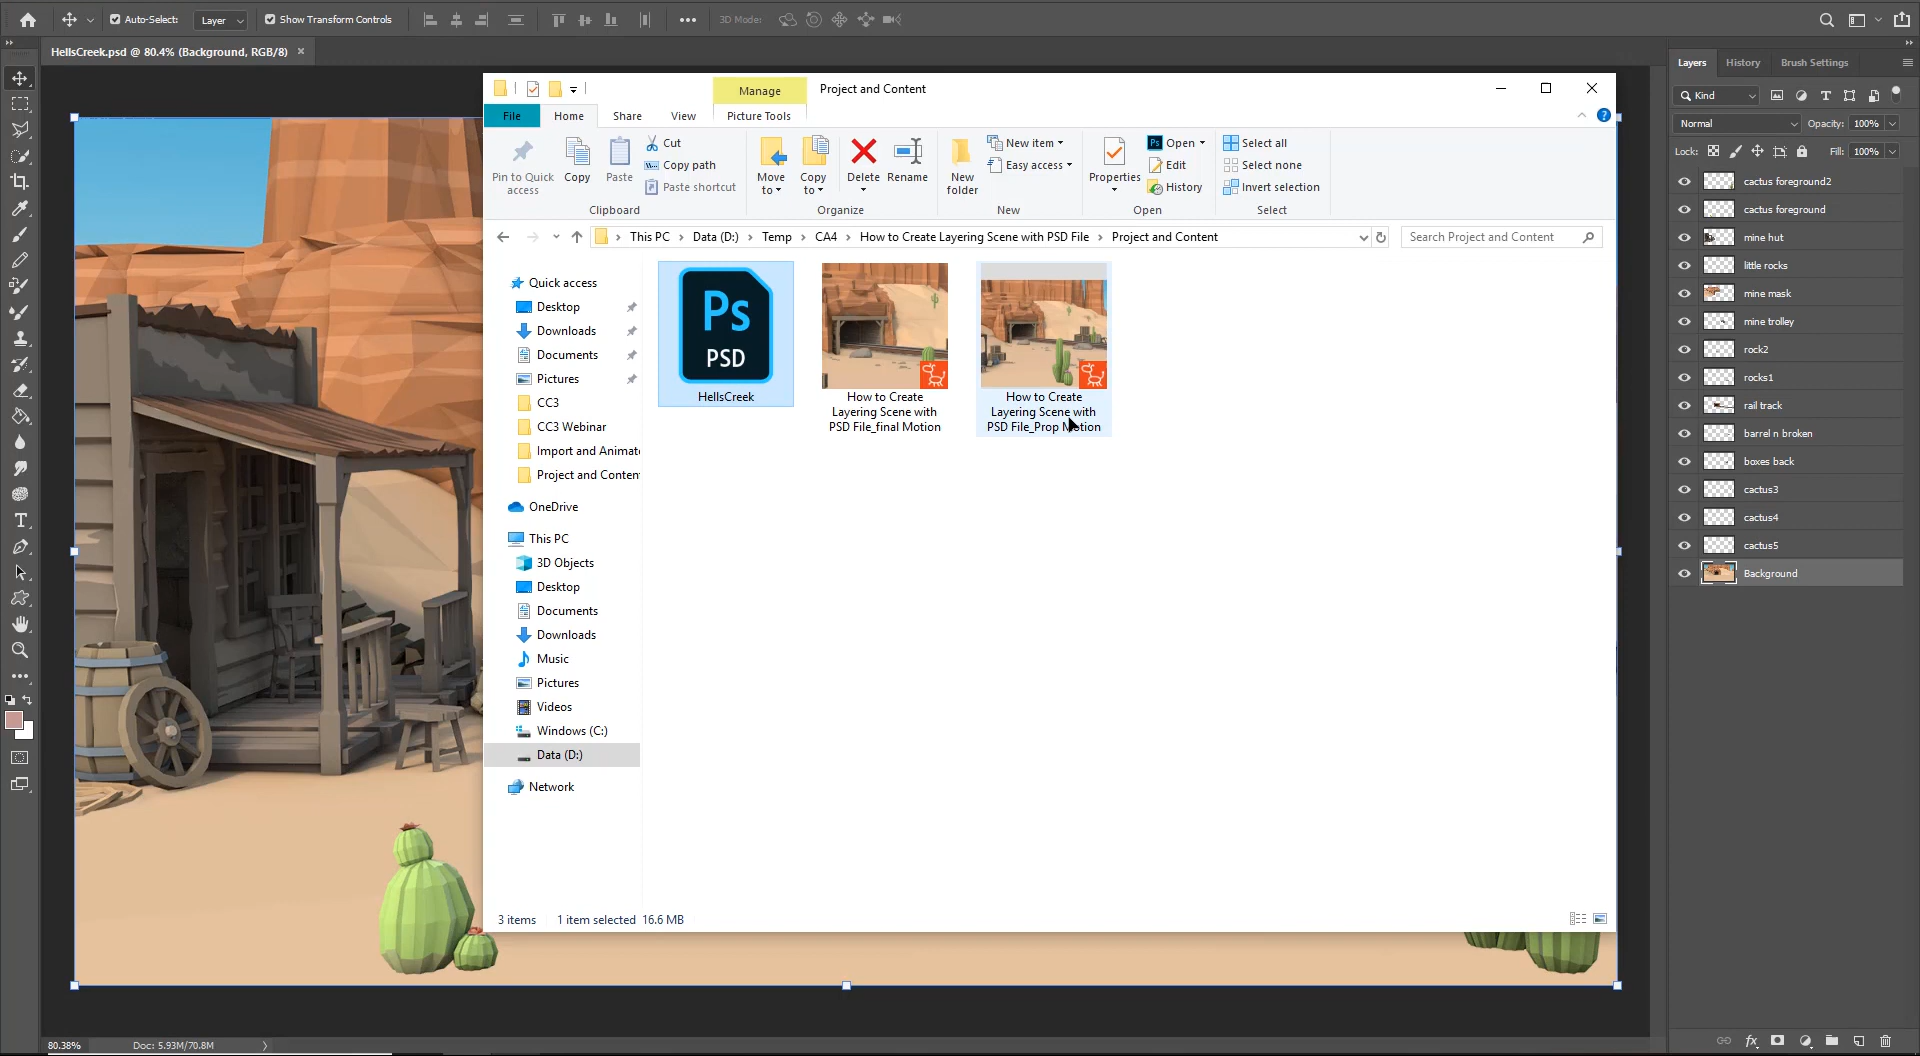 Auto-Select:
Layer
Show Transform Controls
3D Mode:
HellsCreek.psd @ 80.4% (Background, RGB/8)
Manage
Project and Content
File
Home
Share
View
Picture Tools
Pin to Quick access
Copy
Paste
Cut
Copy path
Paste shortcut
Clipboard
Move to
Copy to
Delete
Rename
Organize
New folder
New item
Easy access
New
Properties
Open
Edit
History
Open
Select all
Select none
Invert selection
Select
This PC
Data (D:)
Temp
CA4
How to Create Layering Scene with PSD File
Project and Content
Search Project and Content
Quick access
Desktop
Downloads
Documents
Pictures
CC3
CC3 Webinar
Import and Animat
Project and Conten
OneDrive
This PC
3D Objects
Desktop
Documents
Downloads
Music
Pictures
Videos
Windows (C:)
Data (D:)
Network
Ps
PSD
HellsCreek
How to Create
Layering Scene with
PSD File_final Motion
How to Create
Layering Scene with
PSD File_Prop Motion
3 items
1 item selected 16.6 MB
Layers
History
Brush Settings
Kind
Normal
Opacity: 100%
Lock:
Fill: 100%
cactus foreground2
cactus foreground
mine hut
little rocks
mine mask
mine trolley
rock2
rocks1
rail track
barrel n broken
boxes back
cactus3
cactus4
cactus5
Background
fx
80.38%
Doc: 5.93M/70.8M